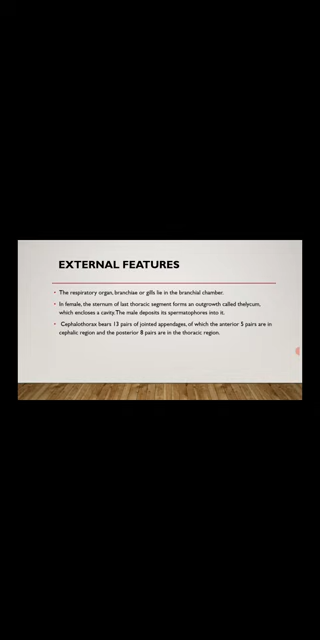 EXTERNAL FEATURES
• The respiratory organ, branchiae or gills lie in the branchial chamber.
• In female, the sternum of last thoracic segment forms an outgrowth called thelycum,
which encloses a cavity. The male deposits its spermatophores into it.
• Cephalothorax bears 13 pairs of jointed appendages, of which the anterior 5 pairs are in
cephalic region and the posterior 8 pairs are in the thoracic region.